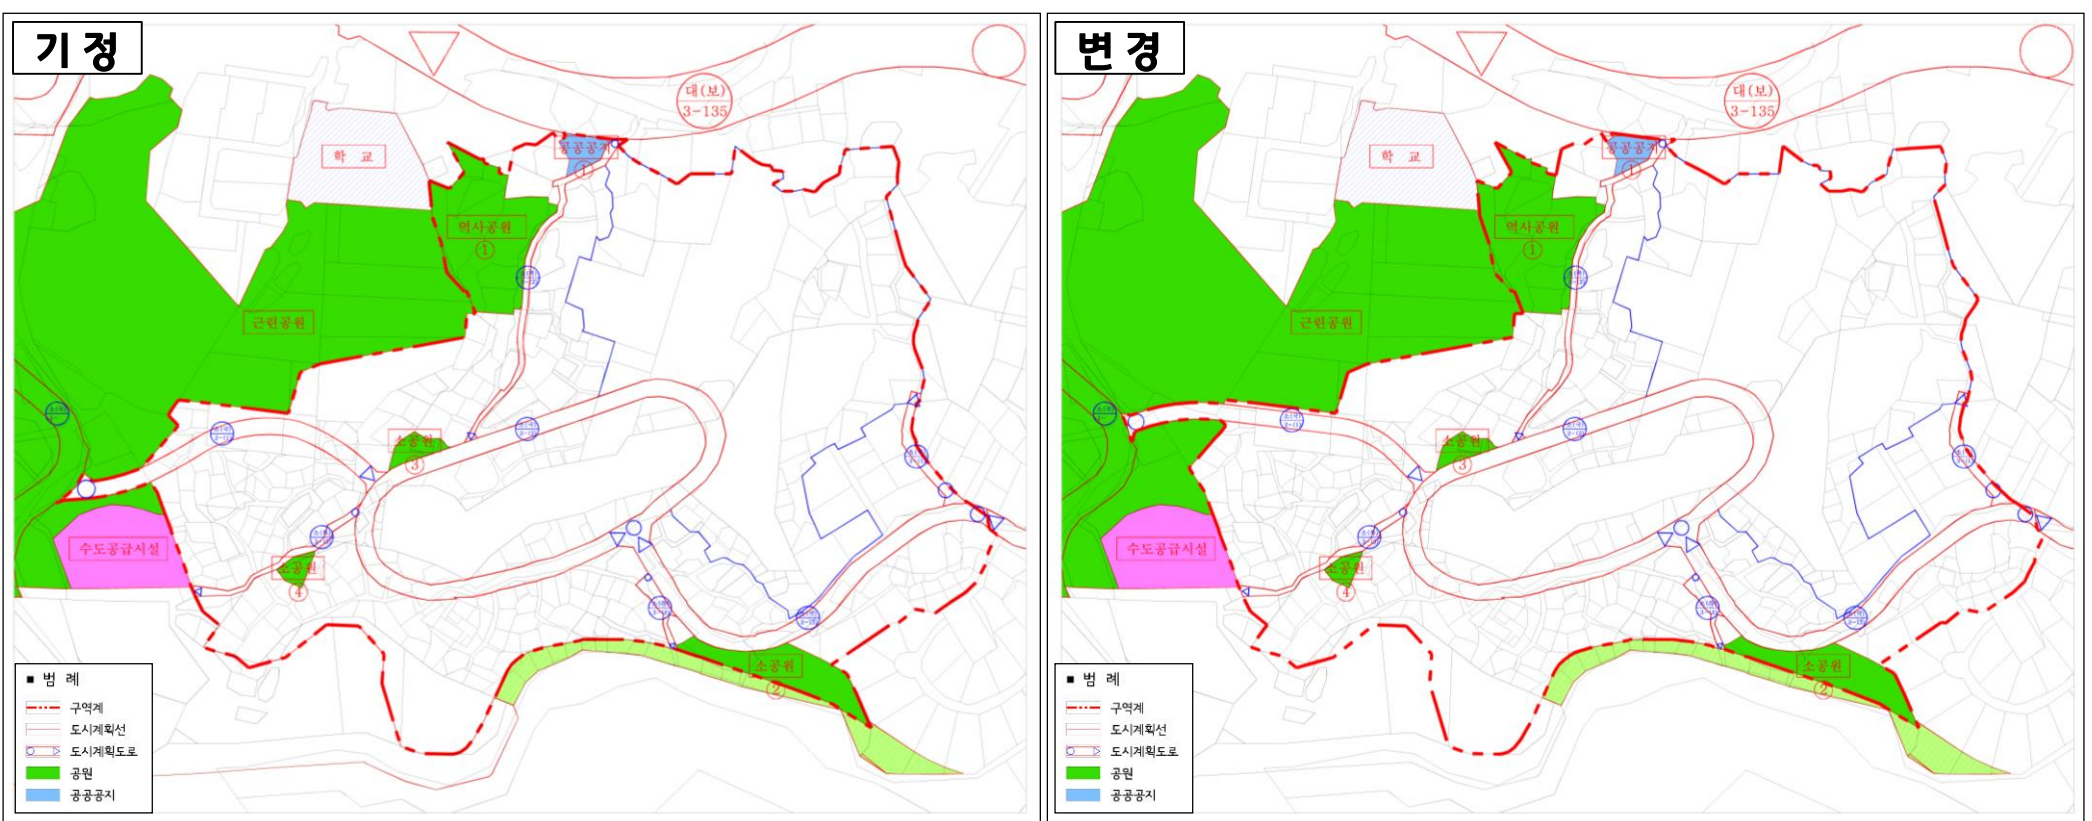 기 정
대(보)
3-135
학 교
공공공지
①
역사공원
①
근린공원
소공원
③
수도공급시설
소공원
④
소공원
②
■ 범 례
구역계
도시계획선
도시계획도로
공원
공공공지
변 경
대(보)
3-135
학 교
공공공지
①
역사공원
①
근린공원
소공원
③
수도공급시설
소공원
④
소공원
②
■ 범 례
구역계
도시계획선
도시계획도로
공원
공공공지